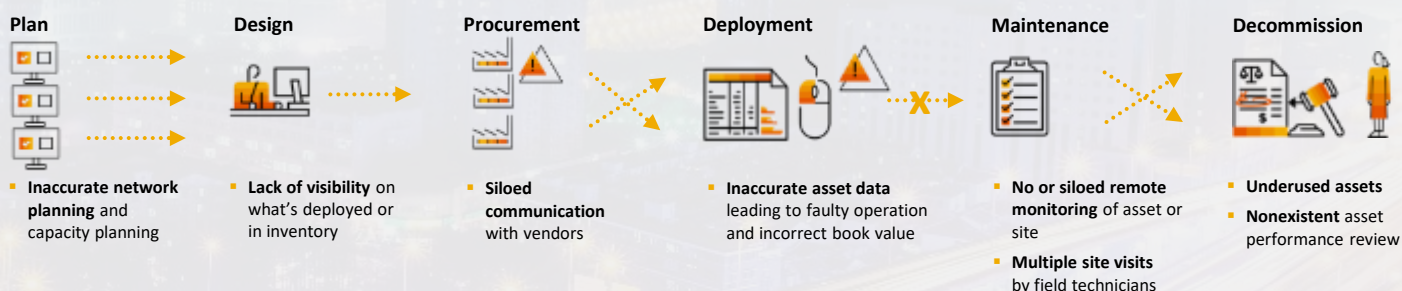 Plan
Design
Procurement
Deployment
Maintenance
Decommission
X
$
▪ Inaccurate network
planning and
capacity planning
▪ Lack of visibility on
what's deployed or
in inventory
▪ Siloed
communication
with vendors
▪ Inaccurate asset data
leading to faulty operation
and incorrect book value
▪ No or siloed remote
monitoring of asset or
site
▪ Multiple site visits
by field technicians
▪ Underused assets
▪ Nonexistent asset
performance review